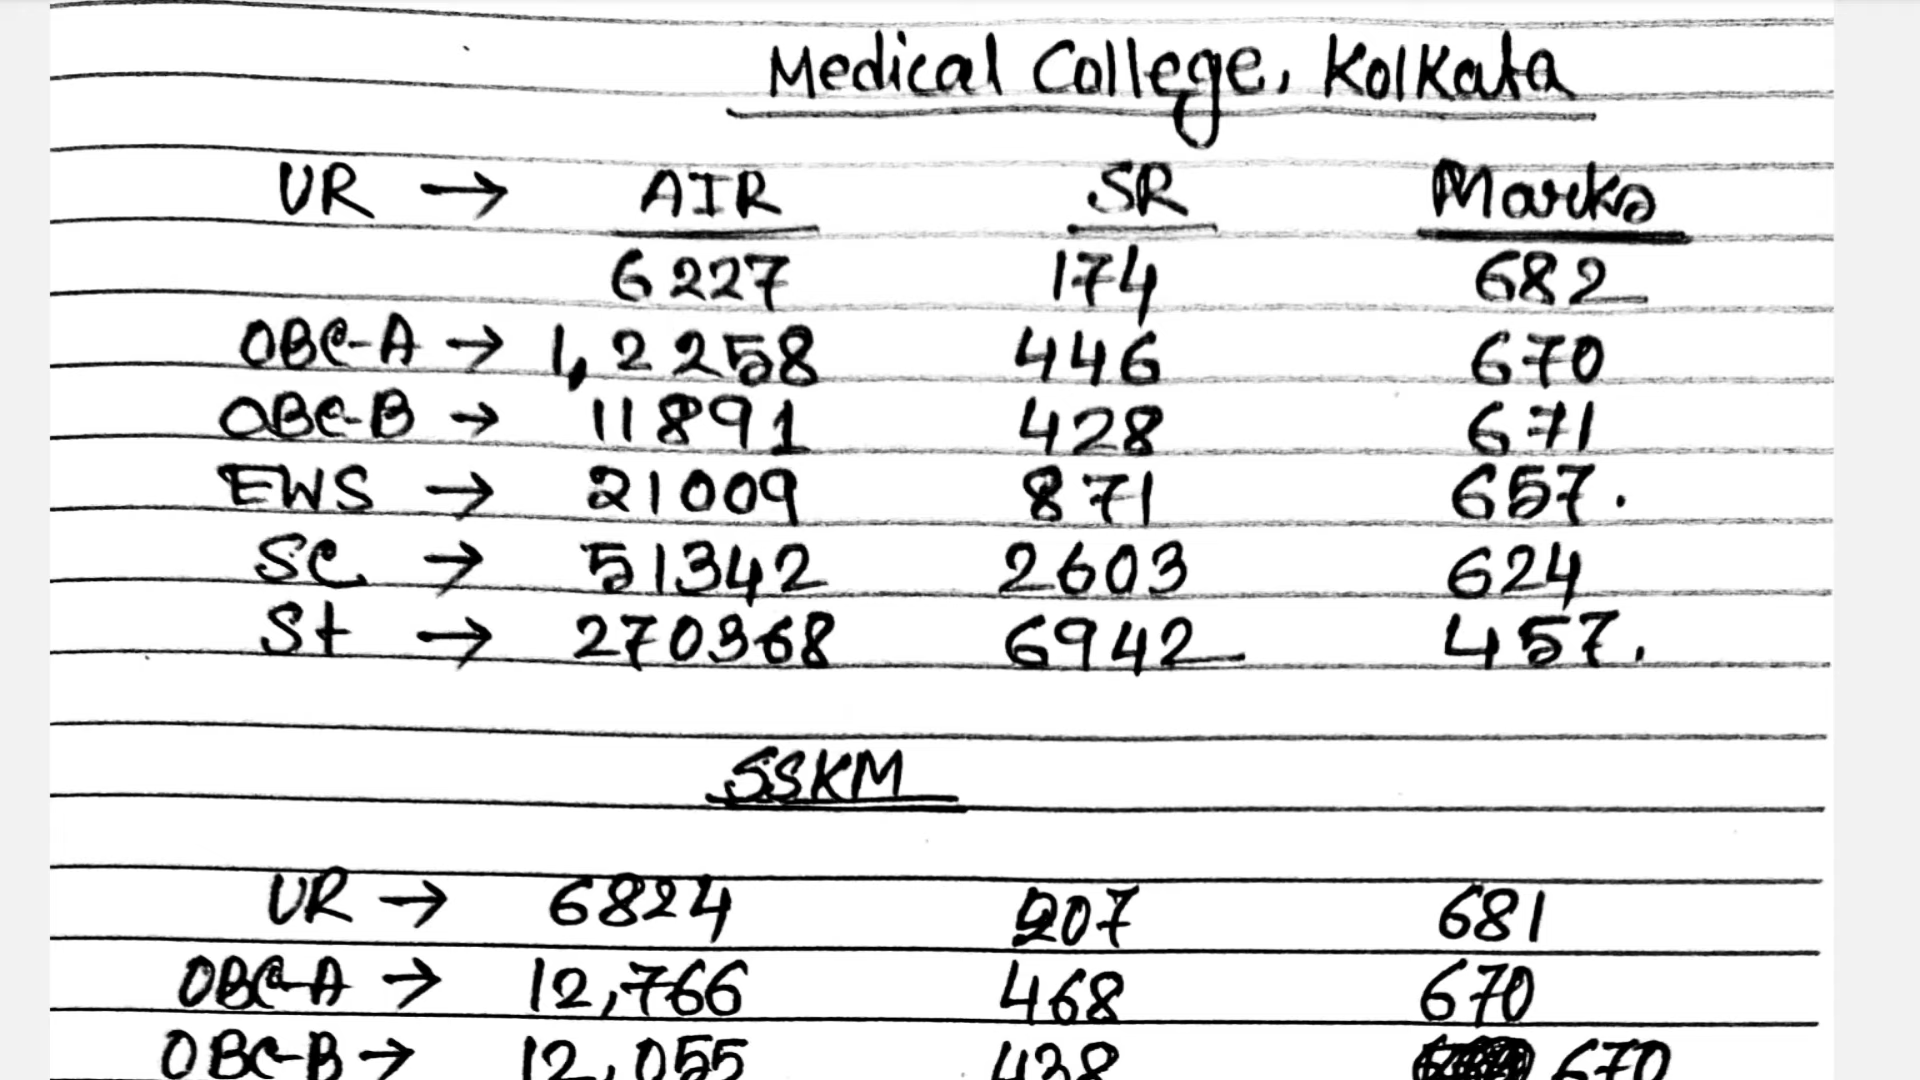 Medical College, Kolkata
UR → AIR SR Marks
6227 174 682
OBC-A → 1,2258 446 670
OBC-B → 11891 428 671
EWS → 21009 871 657.
SC → 51342 2603 624
St → 270368 6942 457.
SSKM
UR → 6824 207 681
OBC-A → 12,766 468 670
OBC-B → 12,055 438 670